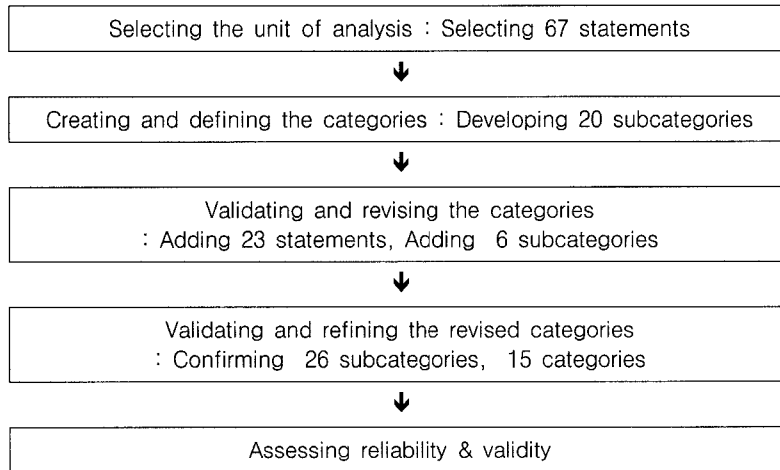 Selecting the unit of analysis : Selecting 67 statements
Creating and defining the categories : Developing 20 subcategories
Validating and revising the categories
: Adding 23 statements, Adding 6 subcategories
Validating and refining the revised categories
: Confirming 26 subcategories, 15 categories
Assessing reliability & validity